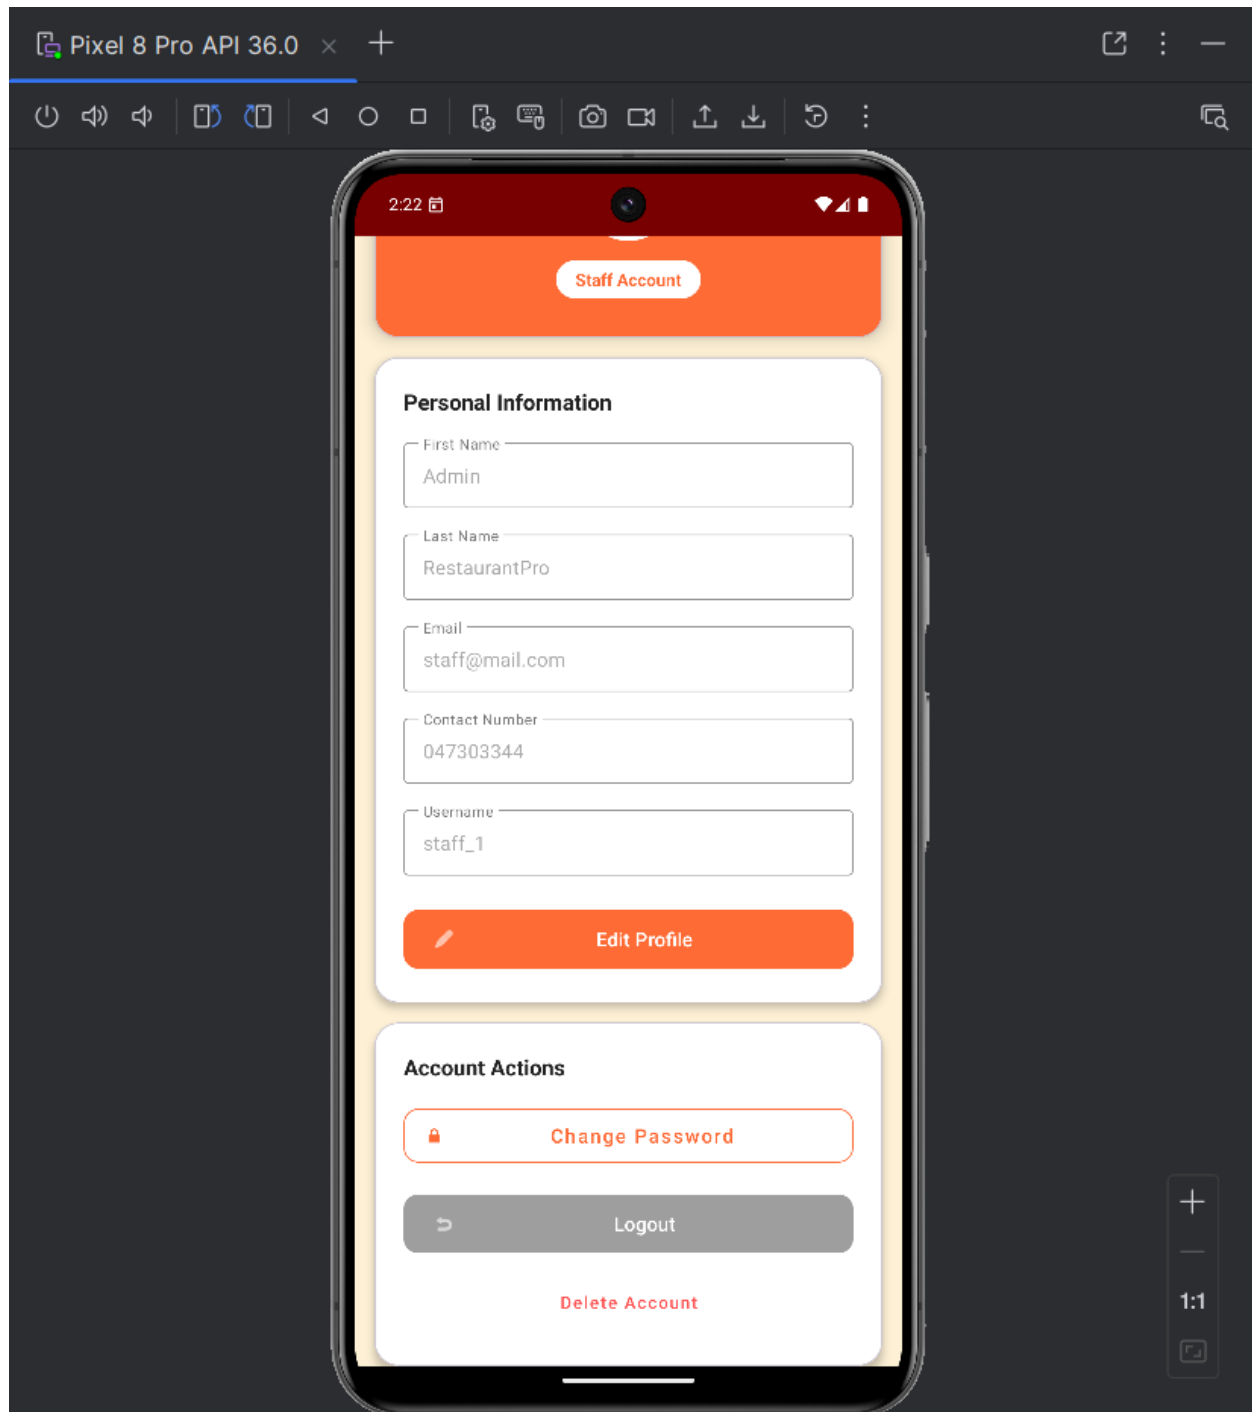 Pixel 8 Pro API 36.0
2:22
Staff Account
Personal Information
First Name
Admin
Last Name
RestaurantPro
Email
staff@mail.com
Contact Number
047303344
Username
staff_1
Edit Profile
Account Actions
Change Password
Logout
Delete Account
1:1